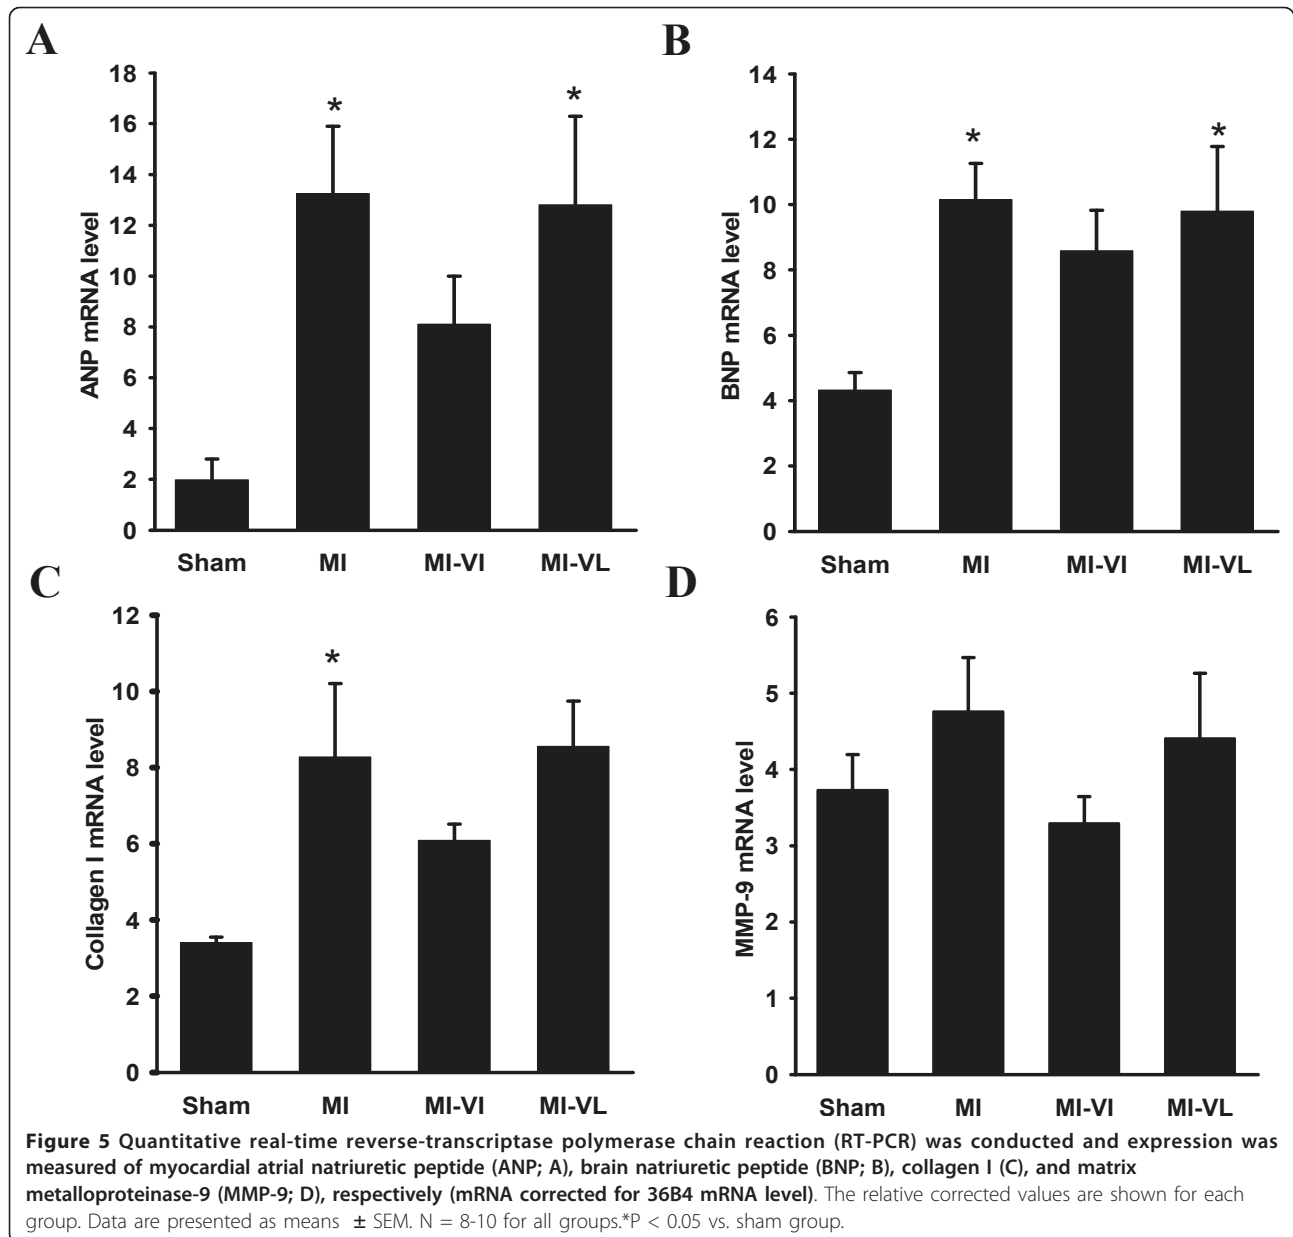 A
18
16
14
12
10
8
6
4
2
0
ANP mRNA level
*
*
Sham MI MI-VI MI-VL
B
14
12
10
8
6
4
2
0
BNP mRNA level
*
*
Sham MI MI-VI MI-VL
C
12
10
8
6
4
2
0
Collagen I mRNA level
*
Sham MI MI-VI MI-VL
D
6
5
4
3
2
1
0
MMP-9 mRNA level
Sham MI MI-VI MI-VL
Figure 5 Quantitative real-time reverse-transcriptase polymerase chain reaction (RT-PCR) was conducted and expression was
measured of myocardial atrial natriuretic peptide (ANP; A), brain natriuretic peptide (BNP; B), collagen I (C), and matrix
metalloproteinase-9 (MMP-9; D), respectively (mRNA corrected for 36B4 mRNA level). The relative corrected values are shown for each
group. Data are presented as means ± SEM. N = 8-10 for all groups.*P < 0.05 vs. sham group.